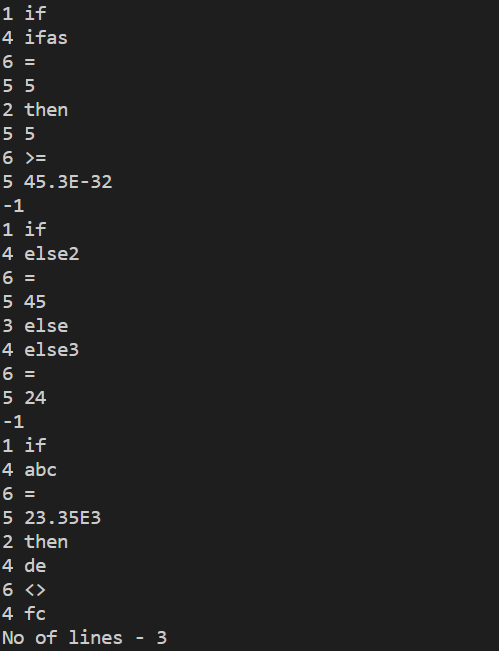 1 if
4 ifas
6 =
5 5
2 then
5 5
6 >=
5 45.3E-32
-1
1 if
4 else2
6 =
5 45
3 else
4 else3
6 =
5 24
-1
1 if
4 abc
6 =
5 23.35E3
2 then
4 de
6 <>
4 fc
No of lines - 3